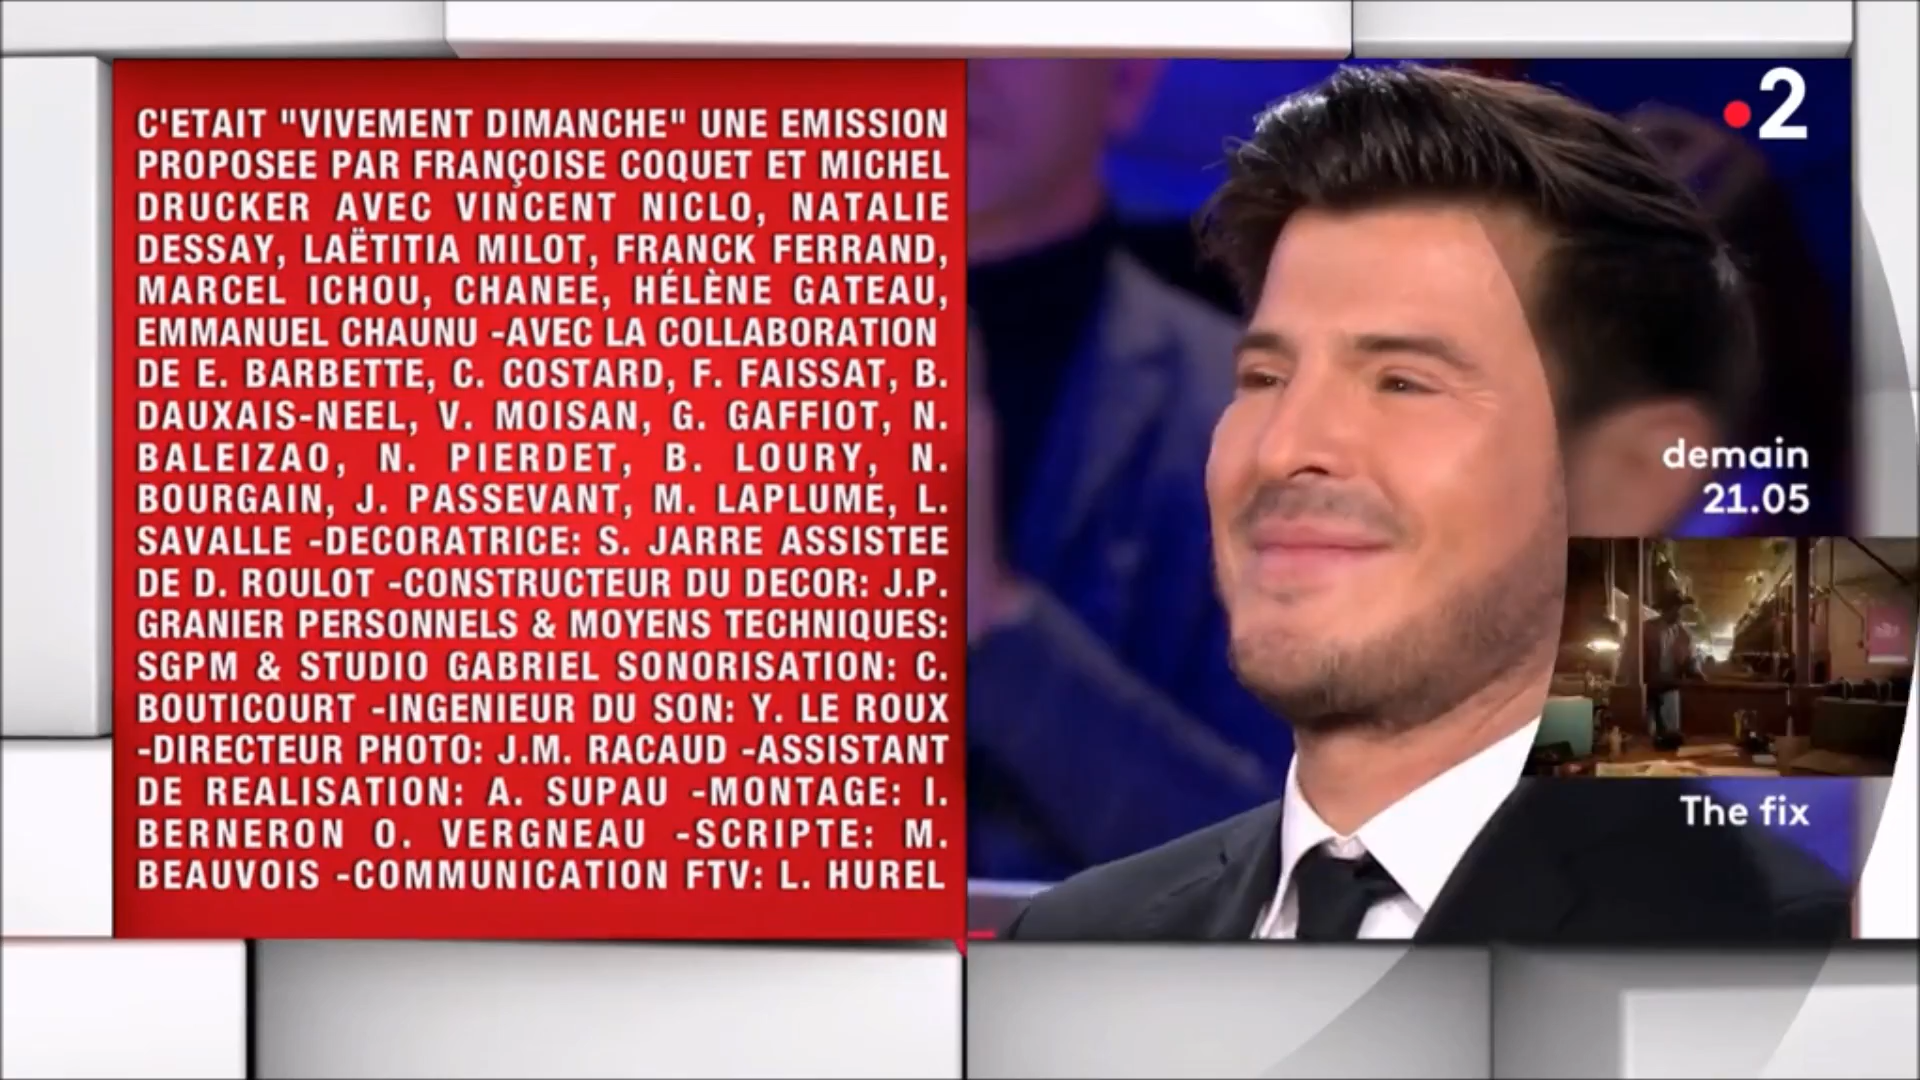 C'ETAIT "VIVEMENT DIMANCHE" UNE EMISSION
PROPOSEE PAR FRANÇOISE COQUET ET MICHEL
DRUCKER AVEC VINCENT NICLO, NATALIE
DESSAY, LAËTITIA MILOT, FRANCK FERRAND,
MARCEL ICHOU, CHANEE, HÉLÈNE GATEAU,
EMMANUEL CHAUNU -AVEC LA COLLABORATION
DE E. BARBETTE, C. COSTARD, F. FAISSAT, B.
DAUXAIS-NEEL, V. MOISAN, G. GAFFIOT, N.
BALEIZAO, N. PIERDET, B. LOURY, N.
BOURGAIN, J. PASSEVANT, M. LAPLUME, L.
SAVALLE -DECORATRICE: S. JARRE ASSISTEE
DE D. ROULOT -CONSTRUCTEUR DU DECOR: J.P.
GRANIER PERSONNELS & MOYENS TECHNIQUES:
SGPM & STUDIO GABRIEL SONORISATION: C.
BOUTICOURT -INGENIEUR DU SON: Y. LE ROUX
-DIRECTEUR PHOTO: J.M. RACAUD -ASSISTANT
DE REALISATION: A. SUPAU -MONTAGE: I.
BERNERON O. VERGNEAU -SCRIPTE: M.
BEAUVOIS -COMMUNICATION FTV: L. HUREL
2
demain
21.05
The fix